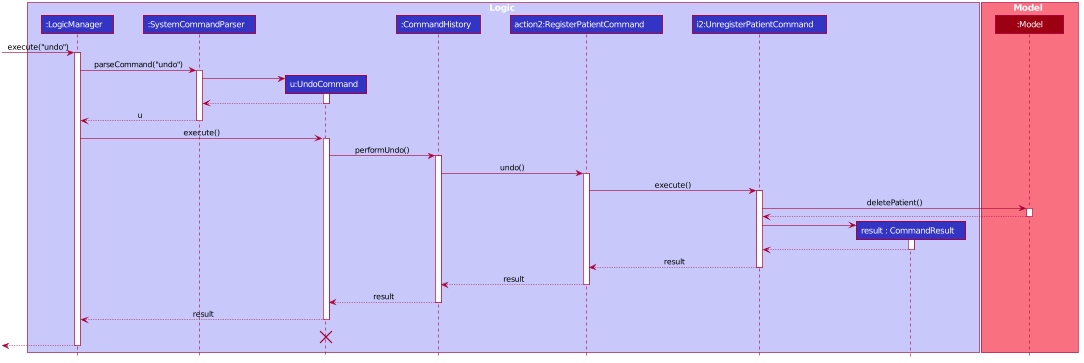 Logic
Model
:LogicManager
:SystemCommandParser
:CommandHistory
action2:RegisterPatientCommand
i2:UnregisterPatientCommand
:Model
execute("undo")
parseCommand("undo")
u:UndoCommand
u
execute()
performUndo()
undo()
execute()
deletePatient()
result : CommandResult
result
result
result
result